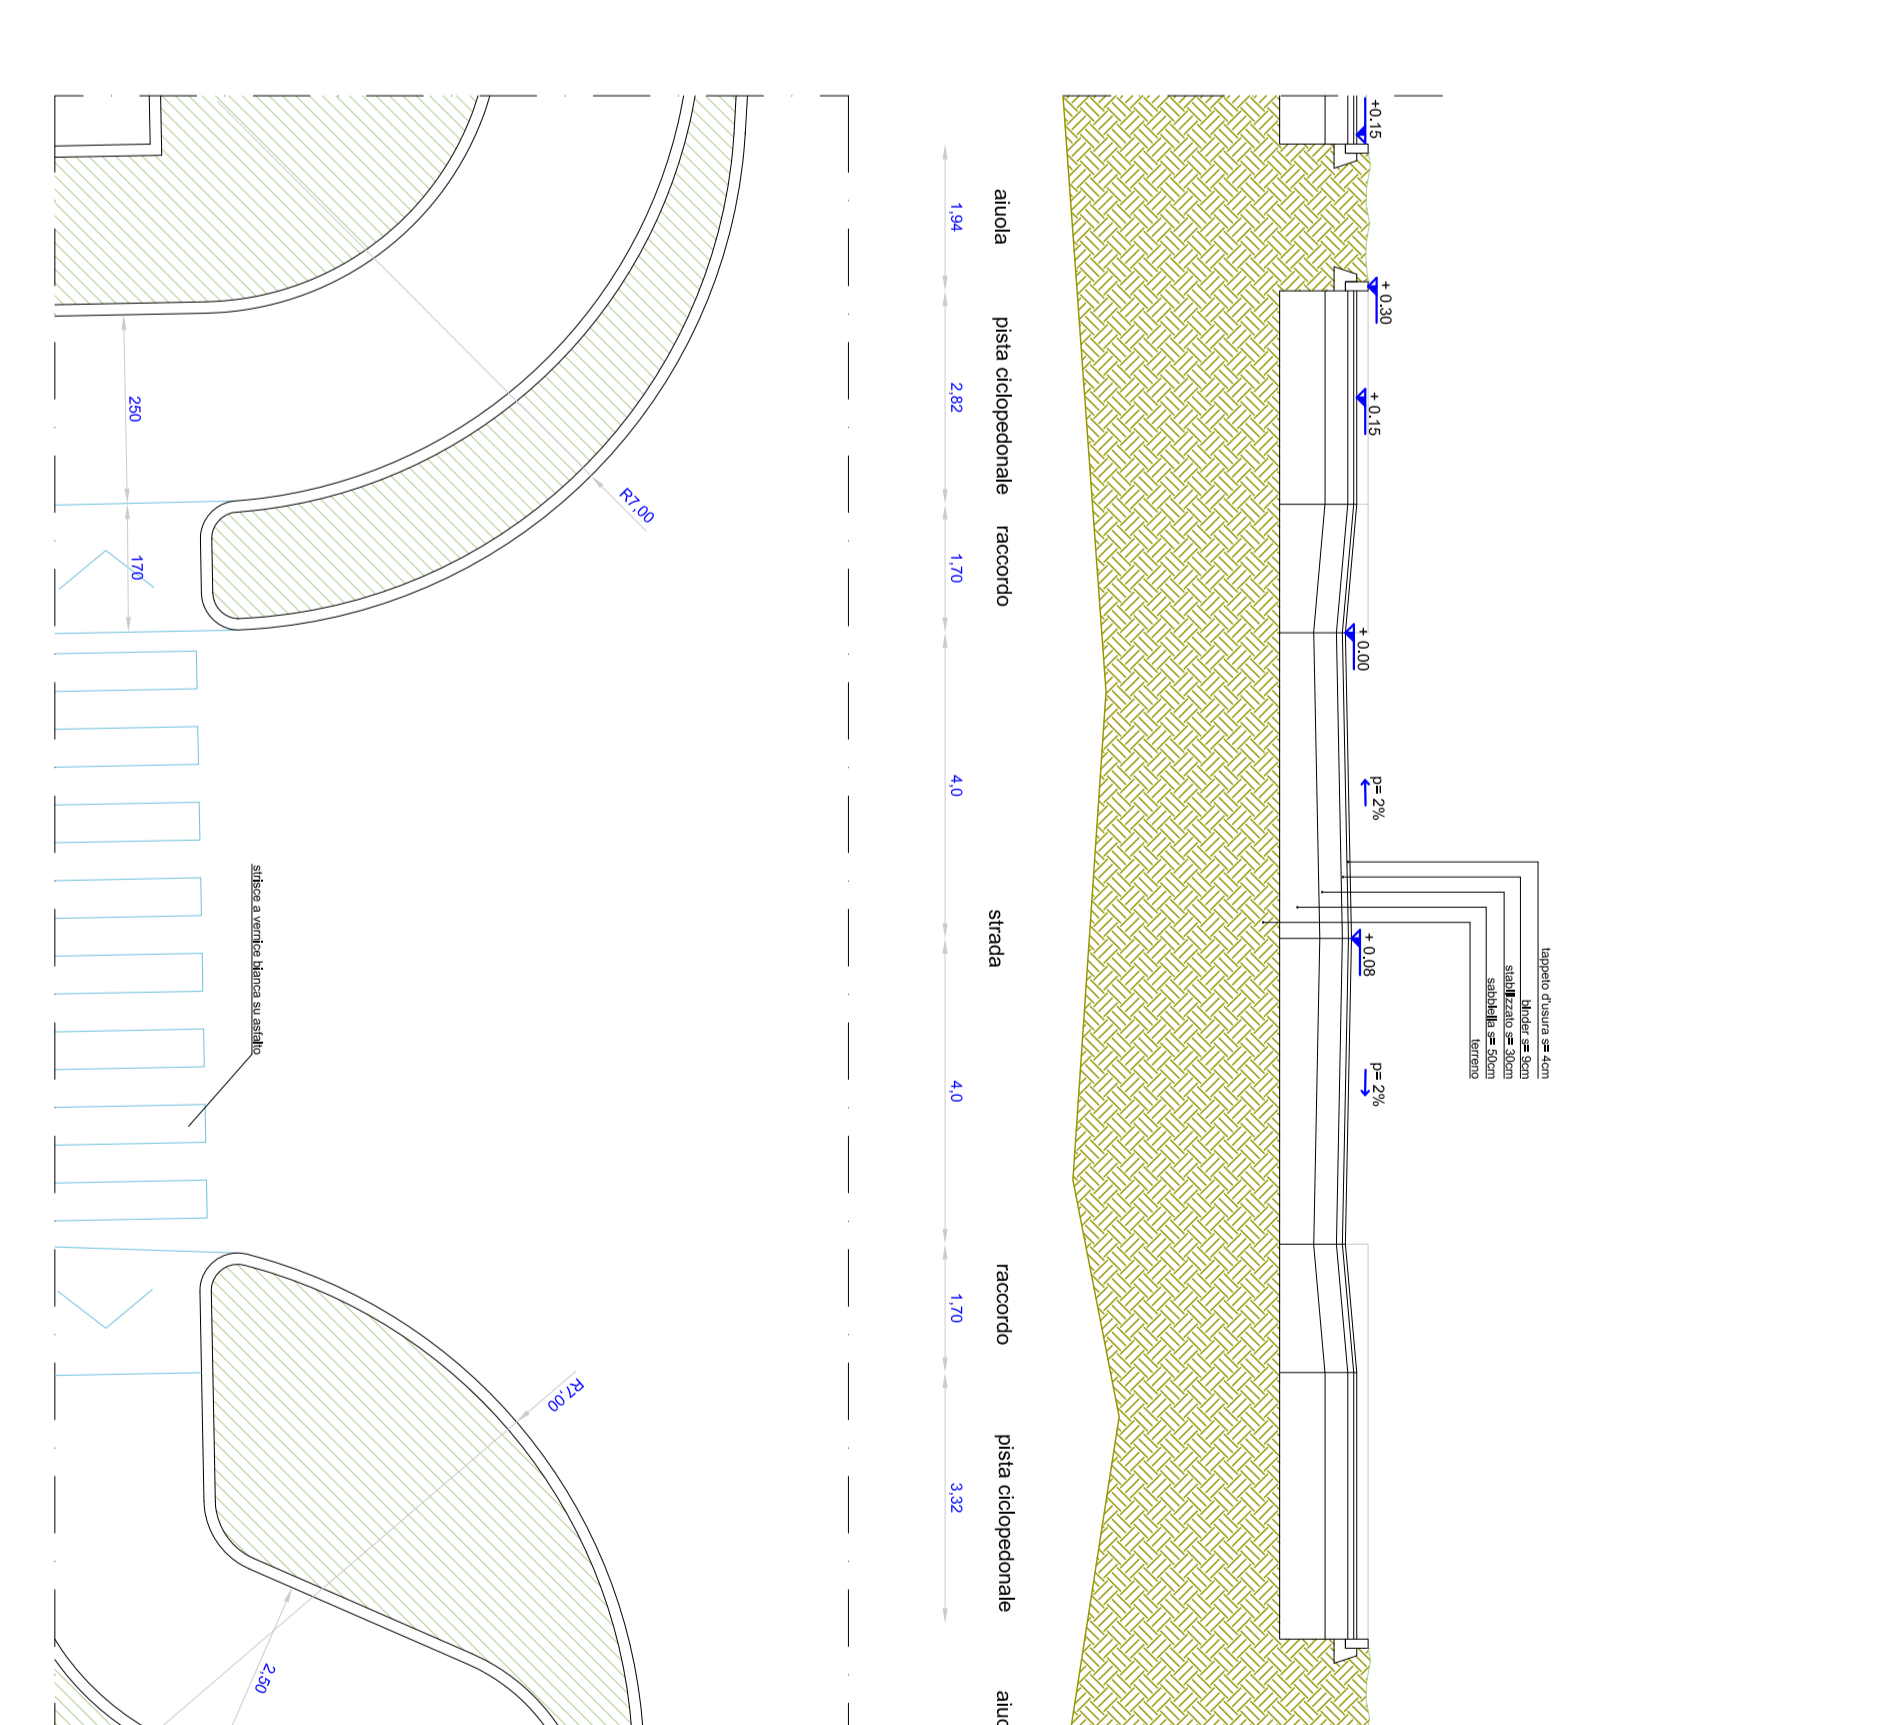 +0.15
+ 0.30
+ 0.15
+ 0.00
p= 2%
+ 0.08
p= 2%
tappeto d'usura s= 4cm
binder s= 9cm
stabilizzato s= 30cm
sabbiella s= 50cm
terreno
aiuola
pista ciclopedonale
raccordo
strada
raccordo
pista ciclopedonale
1,94
2,82
1,70
4,0
4,0
1,70
3,32
R7,00
R7,00
strisce a vernice bianca su asfalto
250
170
2,50